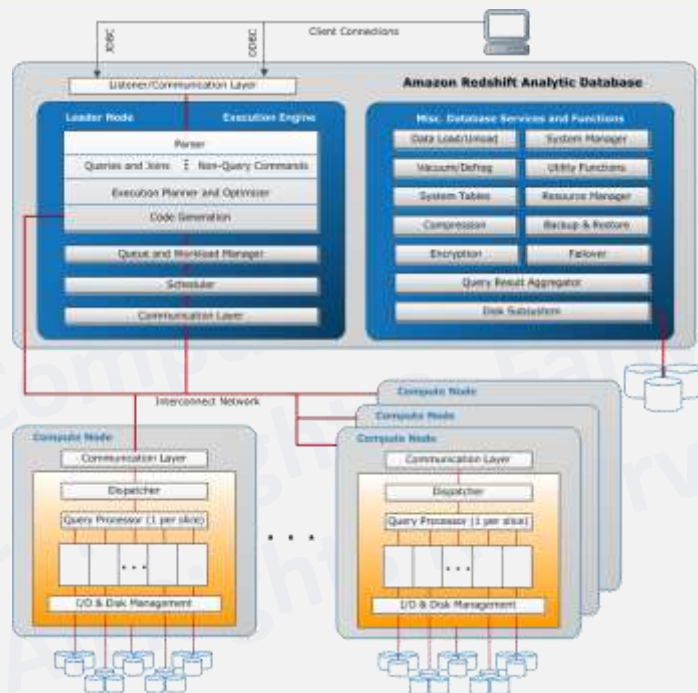 JDBC
ODBC
Client Connections
Listener/Communication Layer
Amazon Redshift Analytic Database
Leader Node
Execution Engine
Parser
Queries and Joins
Non-Query Commands
Execution Planner and Optimizer
Code Generation
Queue and Workload Manager
Scheduler
Communication Layer
Misc. Database Services and Functions
Data Load/Unload
System Manager
Vacuum/Defrag
Utility Functions
System Tables
Resource Manager
Compression
Backup & Restore
Encryption
Failover
Query Result Aggregator
Disk Subsystem
Interconnect Network
Compute Node
Communication Layer
Dispatcher
Query Processor (1 per slice)
• • •
I/O & Disk Management
• • •
Compute Node
Compute Node
Compute Node
Communication Layer
Dispatcher
Query Processor (1 per slice)
• • •
I/O & Disk Management